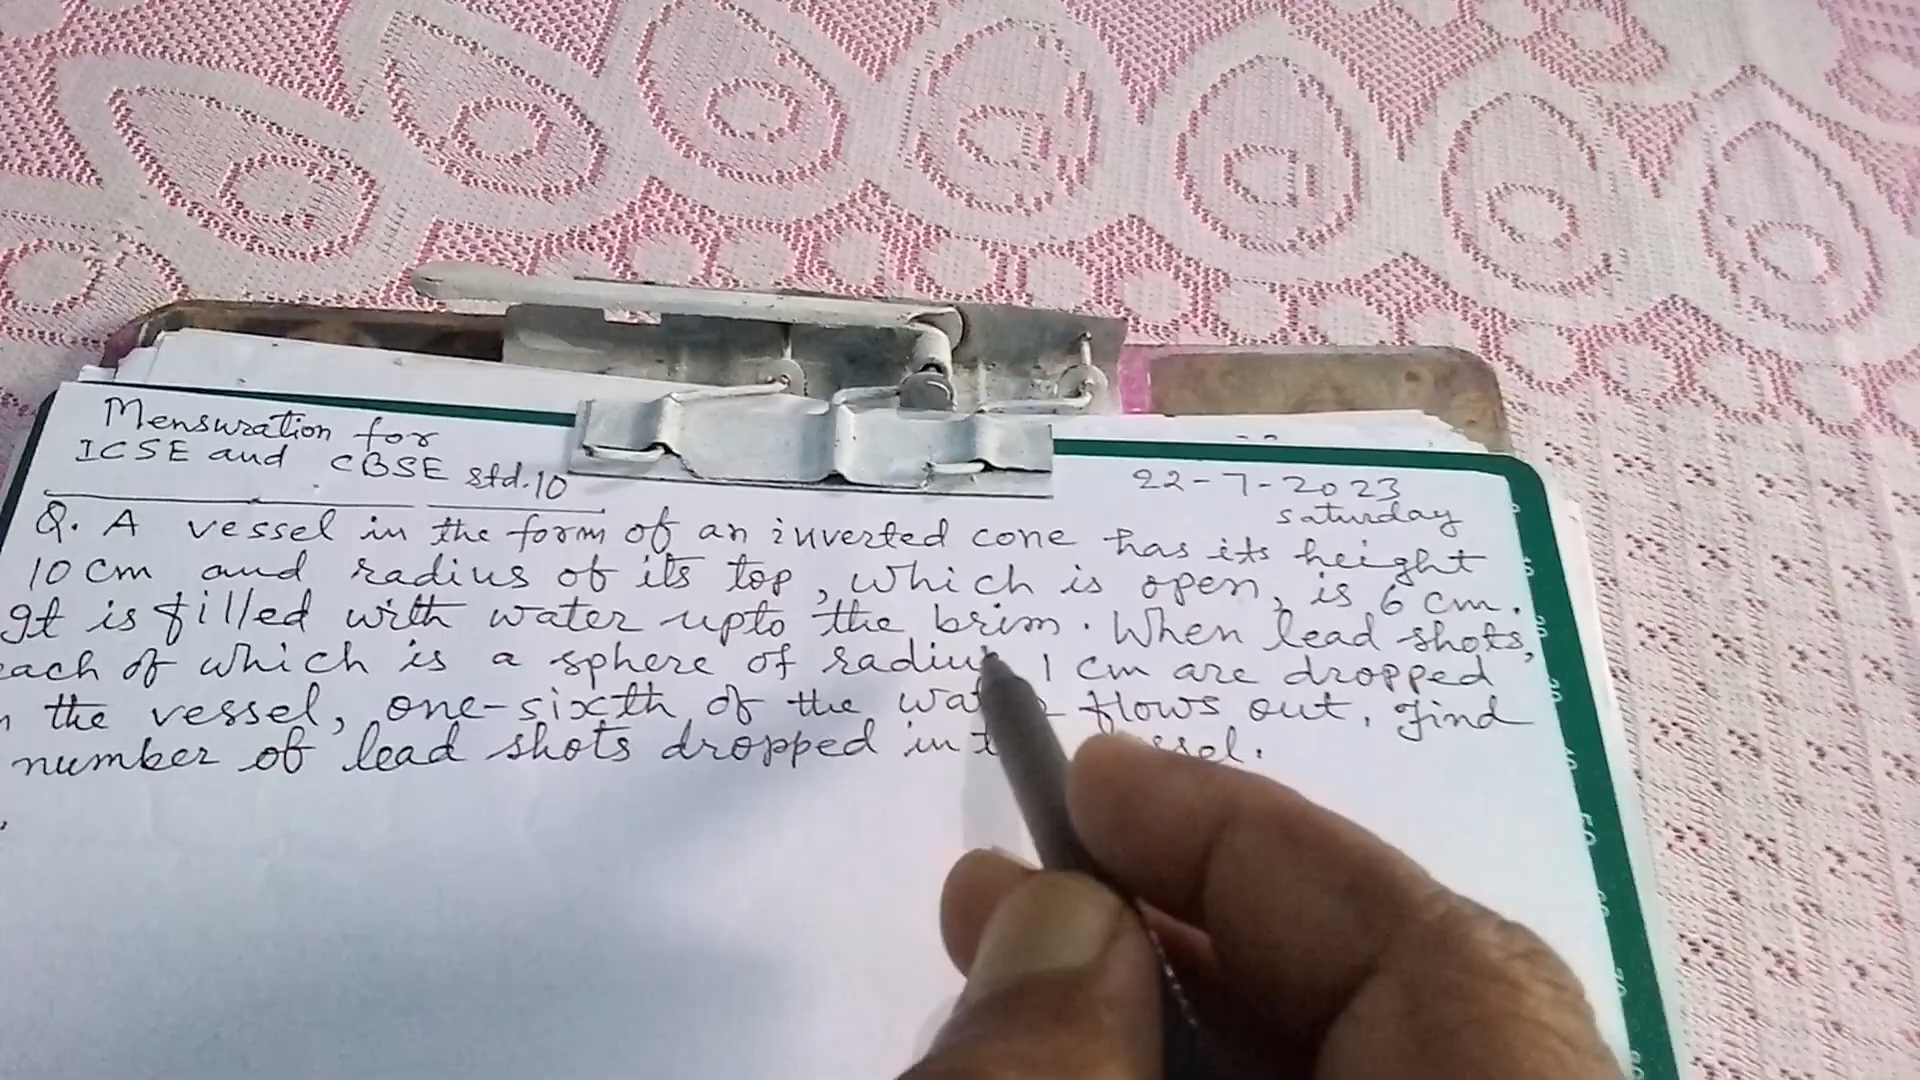 Mensuration for
ICSE and CBSE std.10
22-7-2023
saturday
Q. A vessel in the form of an inverted cone has its height
10 cm and radius of its top, which is open, is 6 cm.
It is filled with water upto the brim. When lead shots,
each of which is a sphere of radius 1 cm are dropped
the vessel, one-sixth of the flows out. Find
number of lead shots dropped in